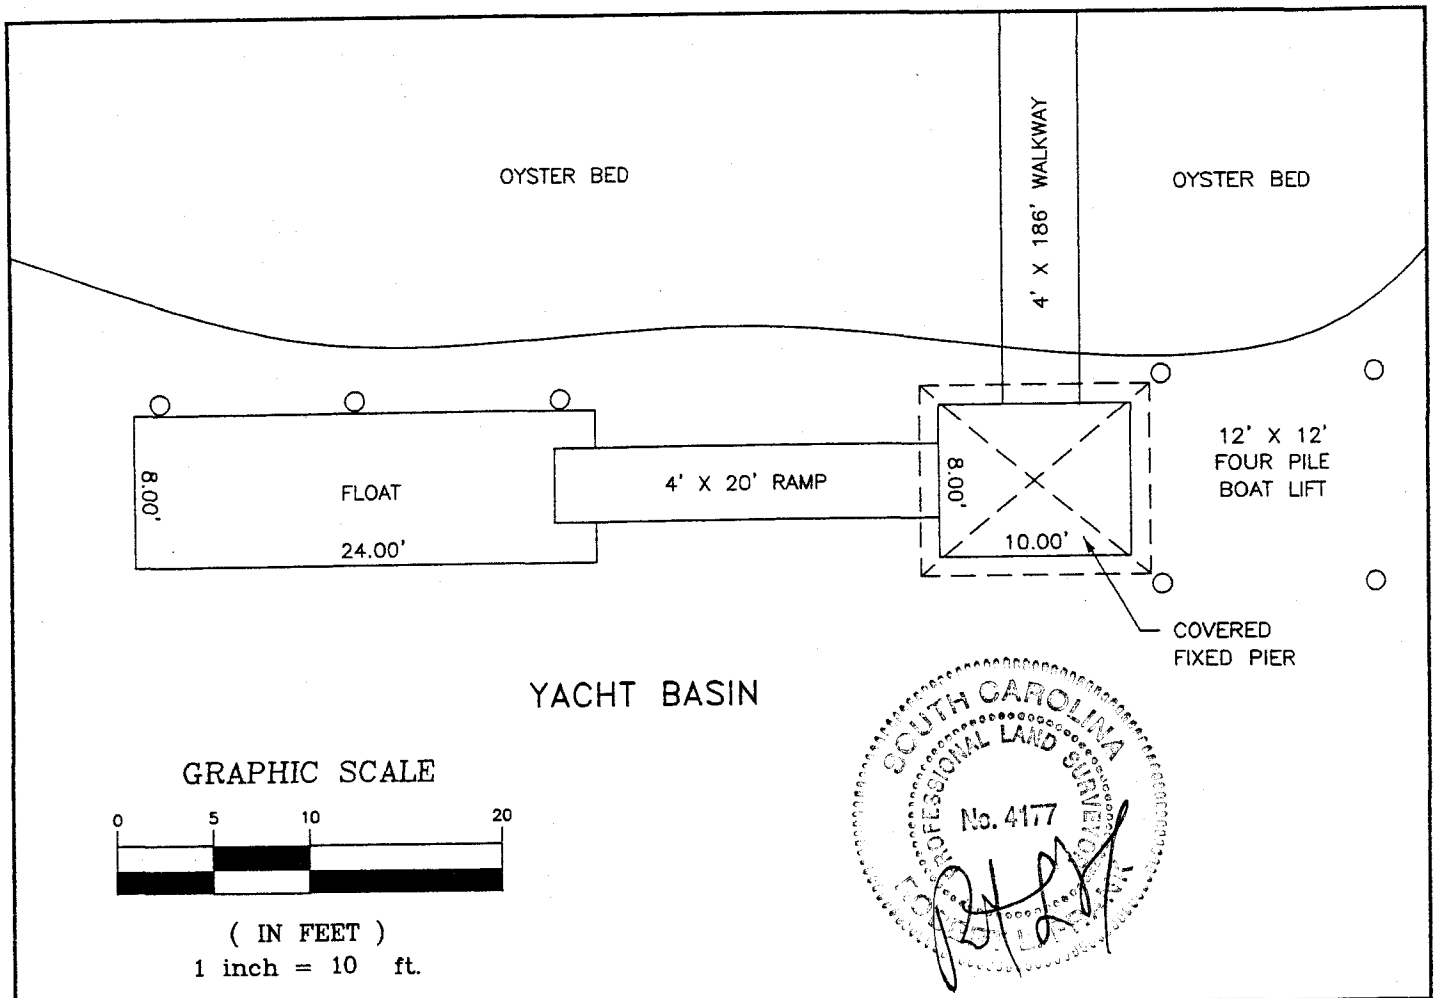 OYSTER BED
4' X 186' WALKWAY
OYSTER BED
12' X 12'
FOUR PILE
BOAT LIFT
8.00'
FLOAT
24.00'
4' X 20' RAMP
8.00'
10.00'
COVERED
FIXED PIER
YACHT BASIN
GRAPHIC SCALE
0 5 10 20
( IN FEET )
1 inch = 10 ft.
SOUTH CAROLINA
PROFESSIONAL LAND SURVEYOR
No. 4177